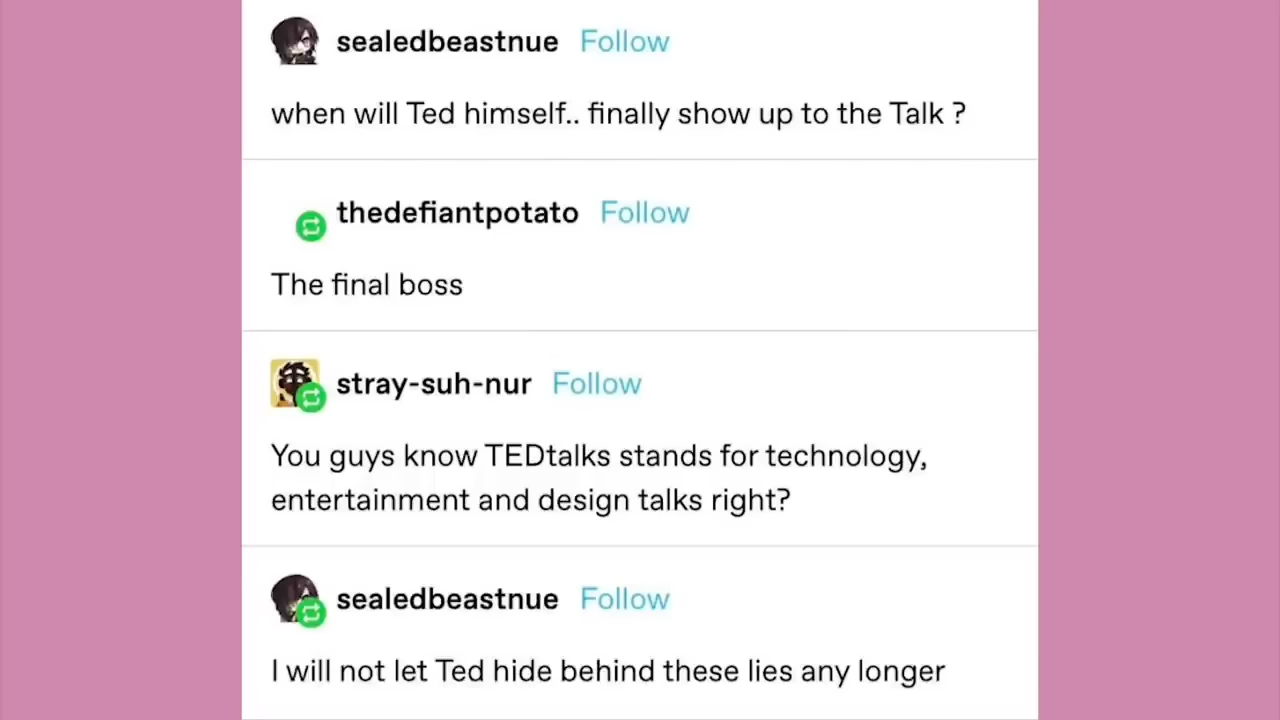 sealedbeastnue Follow
when will Ted himself.. finally show up to the Talk ?
thedefiantpotato Follow
The final boss
stray-suh-nur Follow
You guys know TEDtalks stands for technology,
entertainment and design talks right?
sealedbeastnue Follow
I will not let Ted hide behind these lies any longer